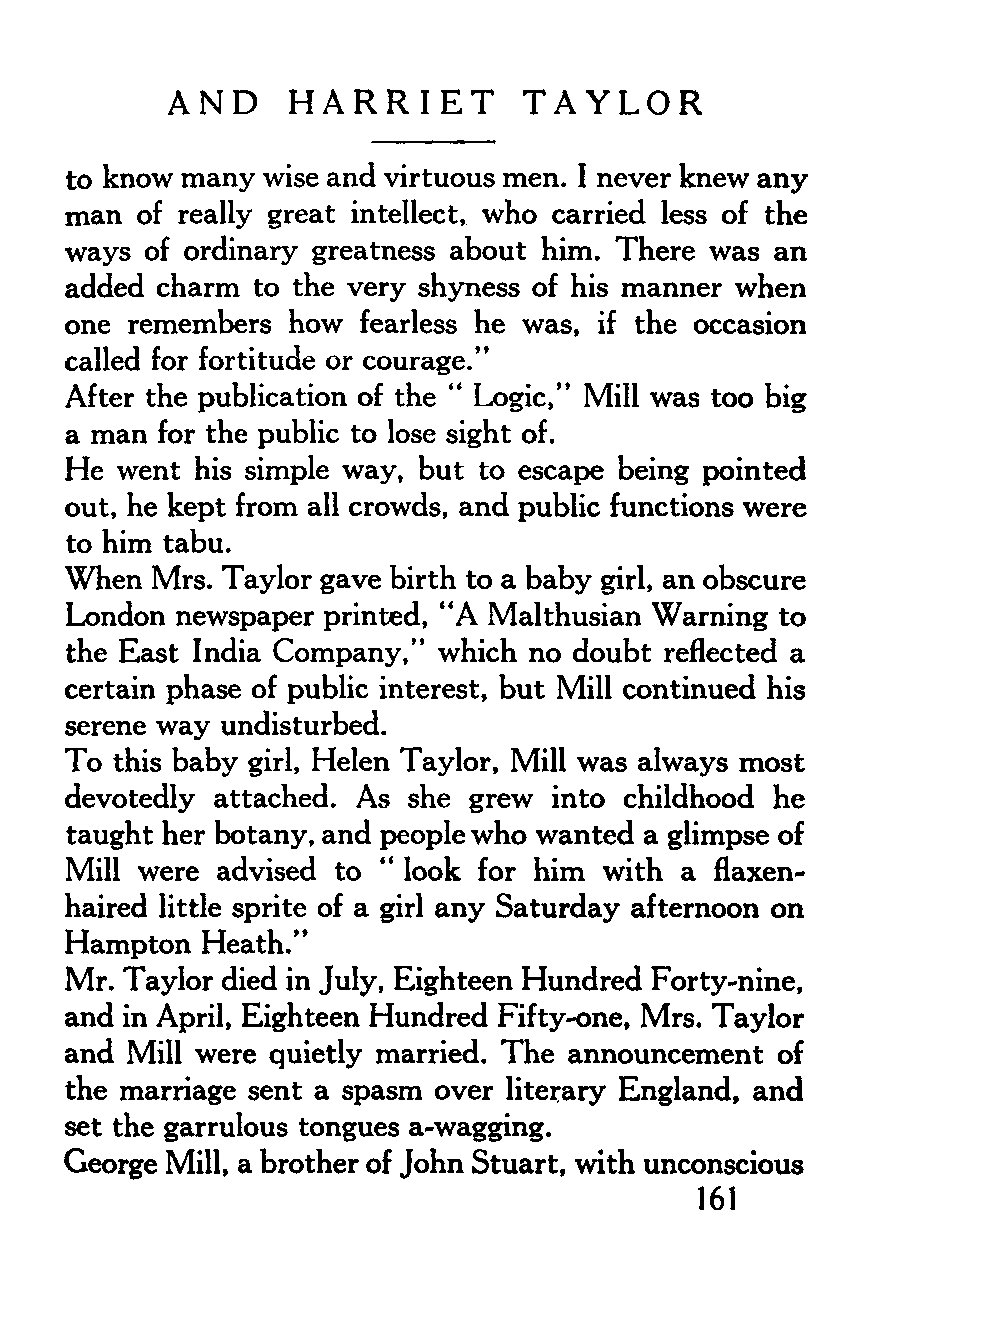 AND HARRIET TAYLOR
to know many wise and virtuous men. I never knew any
man of really great intellect, who carried less of the
ways of ordinary greatness about him. There was an
added charm to the very shyness of his manner when
one remembers how fearless he was, if the occasion
called for fortitude or courage."
After the publication of the " Logic," Mill was too big
a man for the public to lose sight of.
He went his simple way, but to escape being pointed
out, he kept from all crowds, and public functions were
to him tabu.
When Mrs. Taylor gave birth to a baby girl, an obscure
London newspaper printed, "A Malthusian Warning to
the East India Company," which no doubt reflected a
certain phase of public interest, but Mill continued his
serene way undisturbed.
To this baby girl, Helen Taylor, Mill was always most
devotedly attached. As she grew into childhood he
taught her botany, and people who wanted a glimpse of
Mill were advised to " look for him with a flaxen-
haired little sprite of a girl any Saturday afternoon on
Hampton Heath."
Mr. Taylor died in July, Eighteen Hundred Forty-nine,
and in April, Eighteen Hundred Fifty-one, Mrs. Taylor
and Mill were quietly married. The announcement of
the marriage sent a spasm over literary England, and
set the garrulous tongues a-wagging.
George Mill, a brother of John Stuart, with unconscious
161